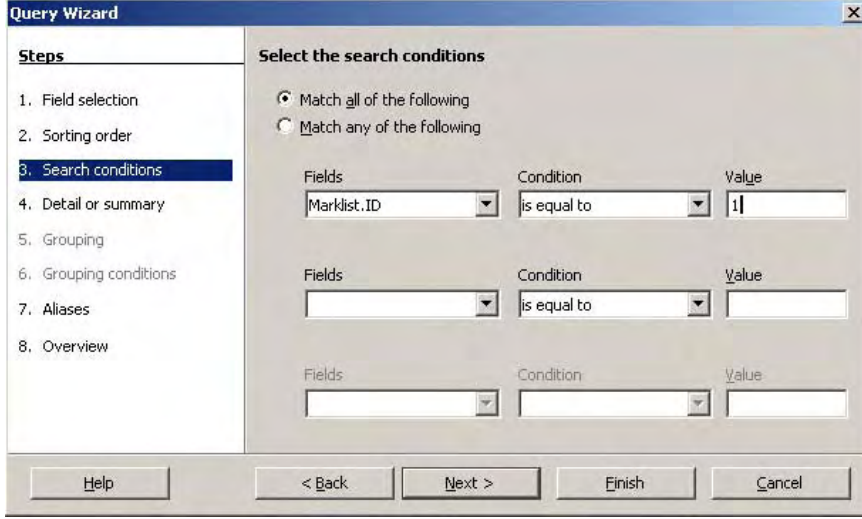 Query Wizard
Steps
1. Field selection
2. Sorting order
3. Search conditions
4. Detail or summary
5. Grouping
6. Grouping conditions
7. Aliases
8. Overview
Select the search conditions
Match all of the following
Match any of the following
Fields Condition Value
Marklist.ID is equal to 1
Fields Condition Value
is equal to
Fields Condition Value
Help < Back Next > Finish Cancel